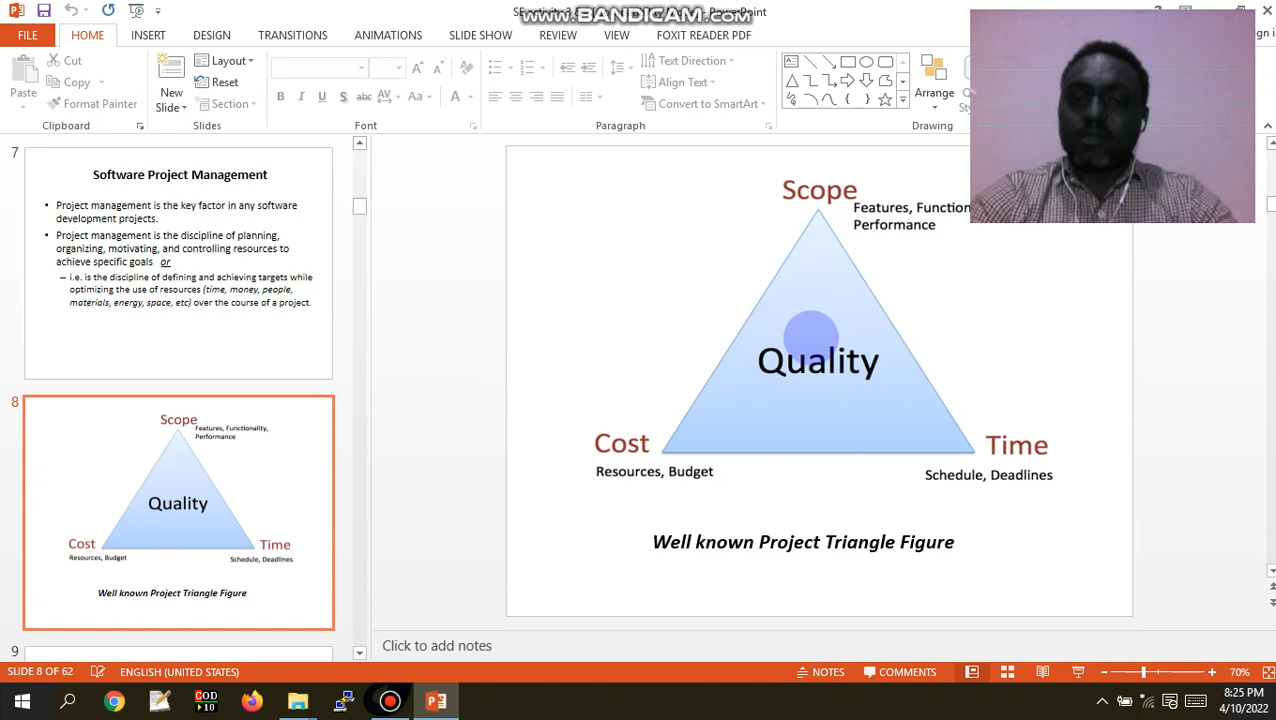 www.BANDICAM.com
PowerPoint
FILE
HOME
INSERT
DESIGN
TRANSITIONS
ANIMATIONS
SLIDE SHOW
REVIEW
VIEW
FOXIT READER PDF
Paste
Cut
Copy
Format Painter
Clipboard
New
Slide
Layout
Reset
Section
Slides
Font
Text Direction
Align Text
Convert to SmartArt
Paragraph
Arrange
Drawing
7
Software Project Management
• Project management is the key factor in any software
development projects.
• Project management is the discipline of planning,
organizing, motivating, and controlling resources to
achieve specific goals or
– i.e. is the discipline of defining and achieving targets while
optimizing the use of resources (time, money, people,
materials, energy, space, etc) over the course of a project.
8
Scope
Features, Functionality,
Performance
Quality
Cost
Resources, Budget
Time
Schedule, Deadlines
Well known Project Triangle Figure
9
Scope
Features, Function
Performance
Quality
Cost
Resources, Budget
Time
Schedule, Deadlines
Well known Project Triangle Figure
Click to add notes
SLIDE 8 OF 62
ENGLISH (UNITED STATES)
NOTES
COMMENTS
70%
COD
10
8:25 PM
4/10/2022